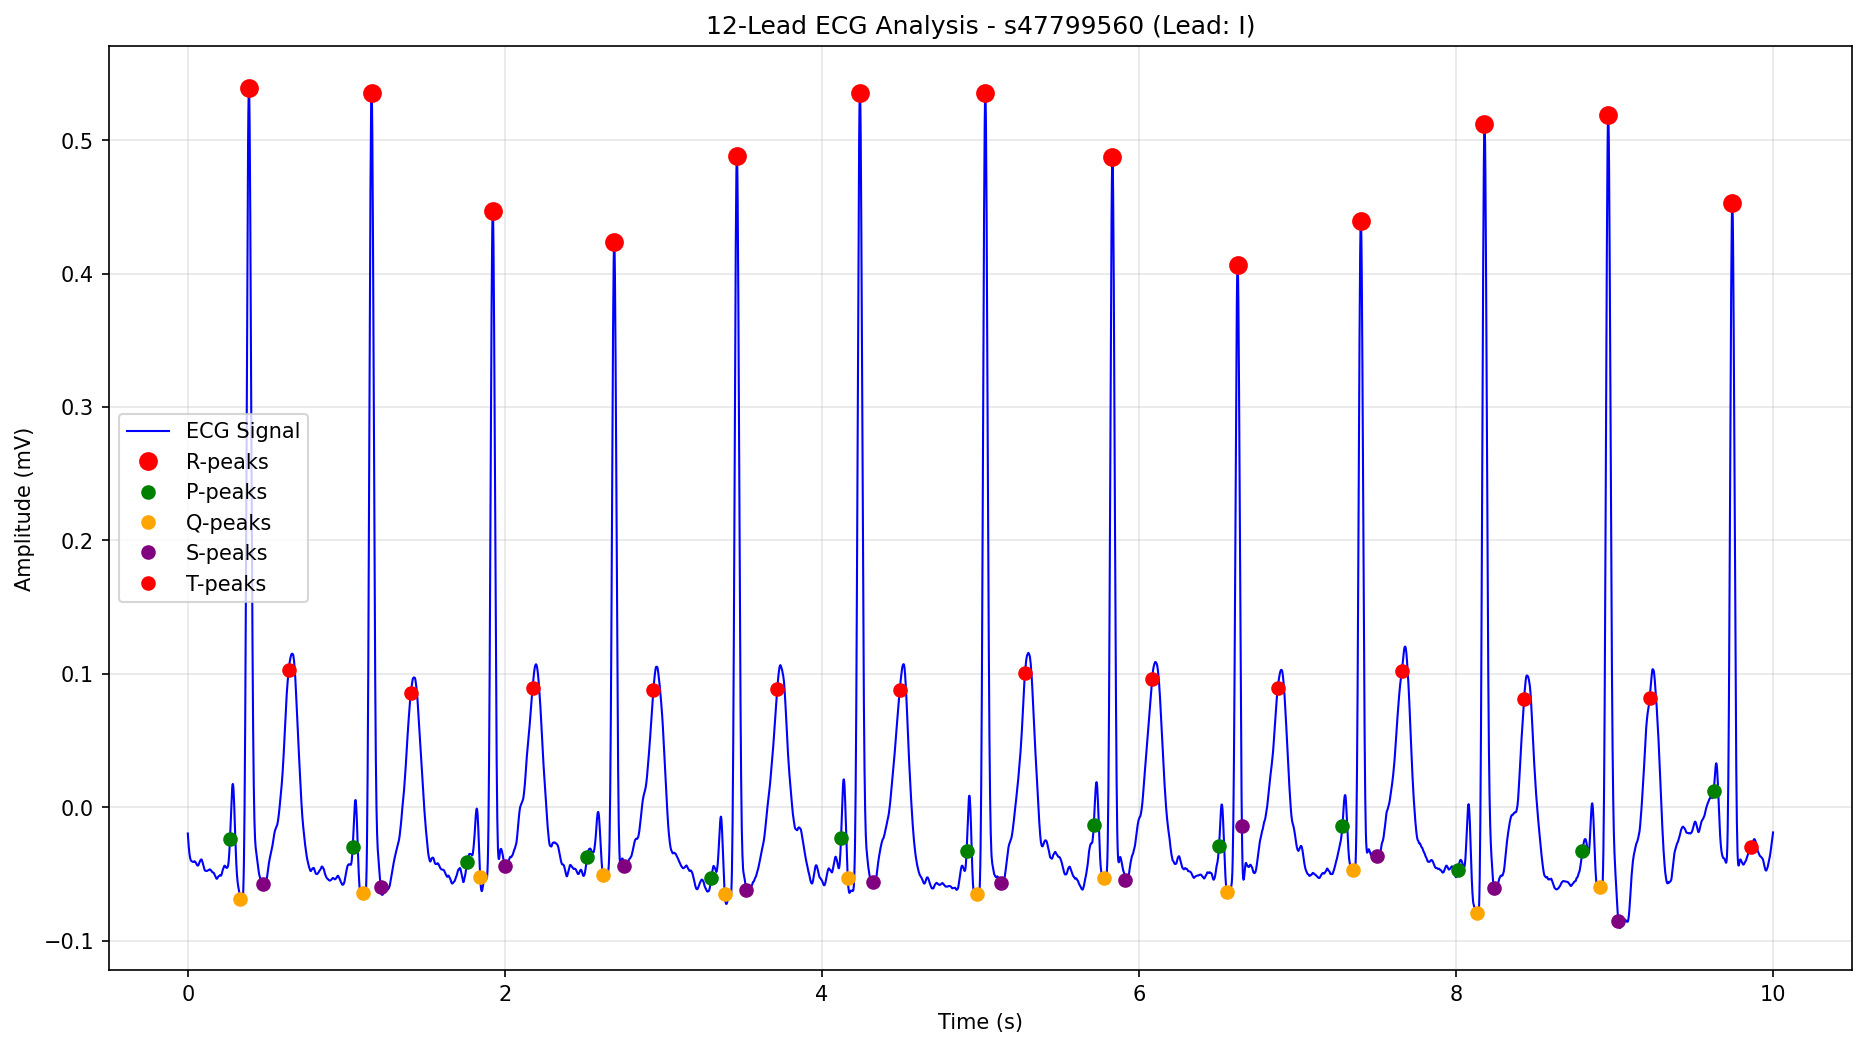 12-Lead ECG Analysis - s47799560 (Lead: I)
Amplitude (mV)
0.5
0.4
0.3
0.2
0.1
0.0
−0.1
ECG Signal
R-peaks
P-peaks
Q-peaks
S-peaks
T-peaks
0 2 4 6 8 10
Time (s)